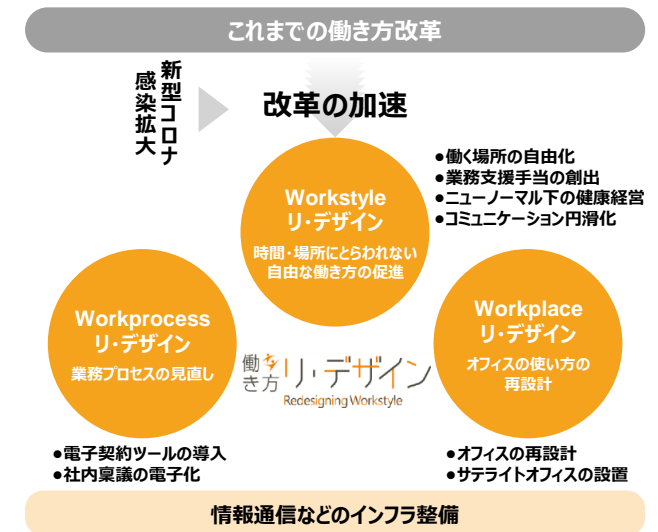 これまでの働き方改革
新型コロナ
感染拡大
改革の加速
Workstyle
リ・デザイン
時間・場所にとらわれない
自由な働き方の促進
●働く場所の自由化
●業務支援手当の創出
●ニューノーマル下の健康経営
●コミュニケーション円滑化
Workprocess
リ・デザイン
業務プロセスの見直し
働き方を
リ・デザイン
Redesigning Workstyle
Workplace
リ・デザイン
オフィスの使い方の
再設計
●電子契約ツールの導入
●社内稟議の電子化
●オフィスの再設計
●サテライトオフィスの設置
情報通信などのインフラ整備